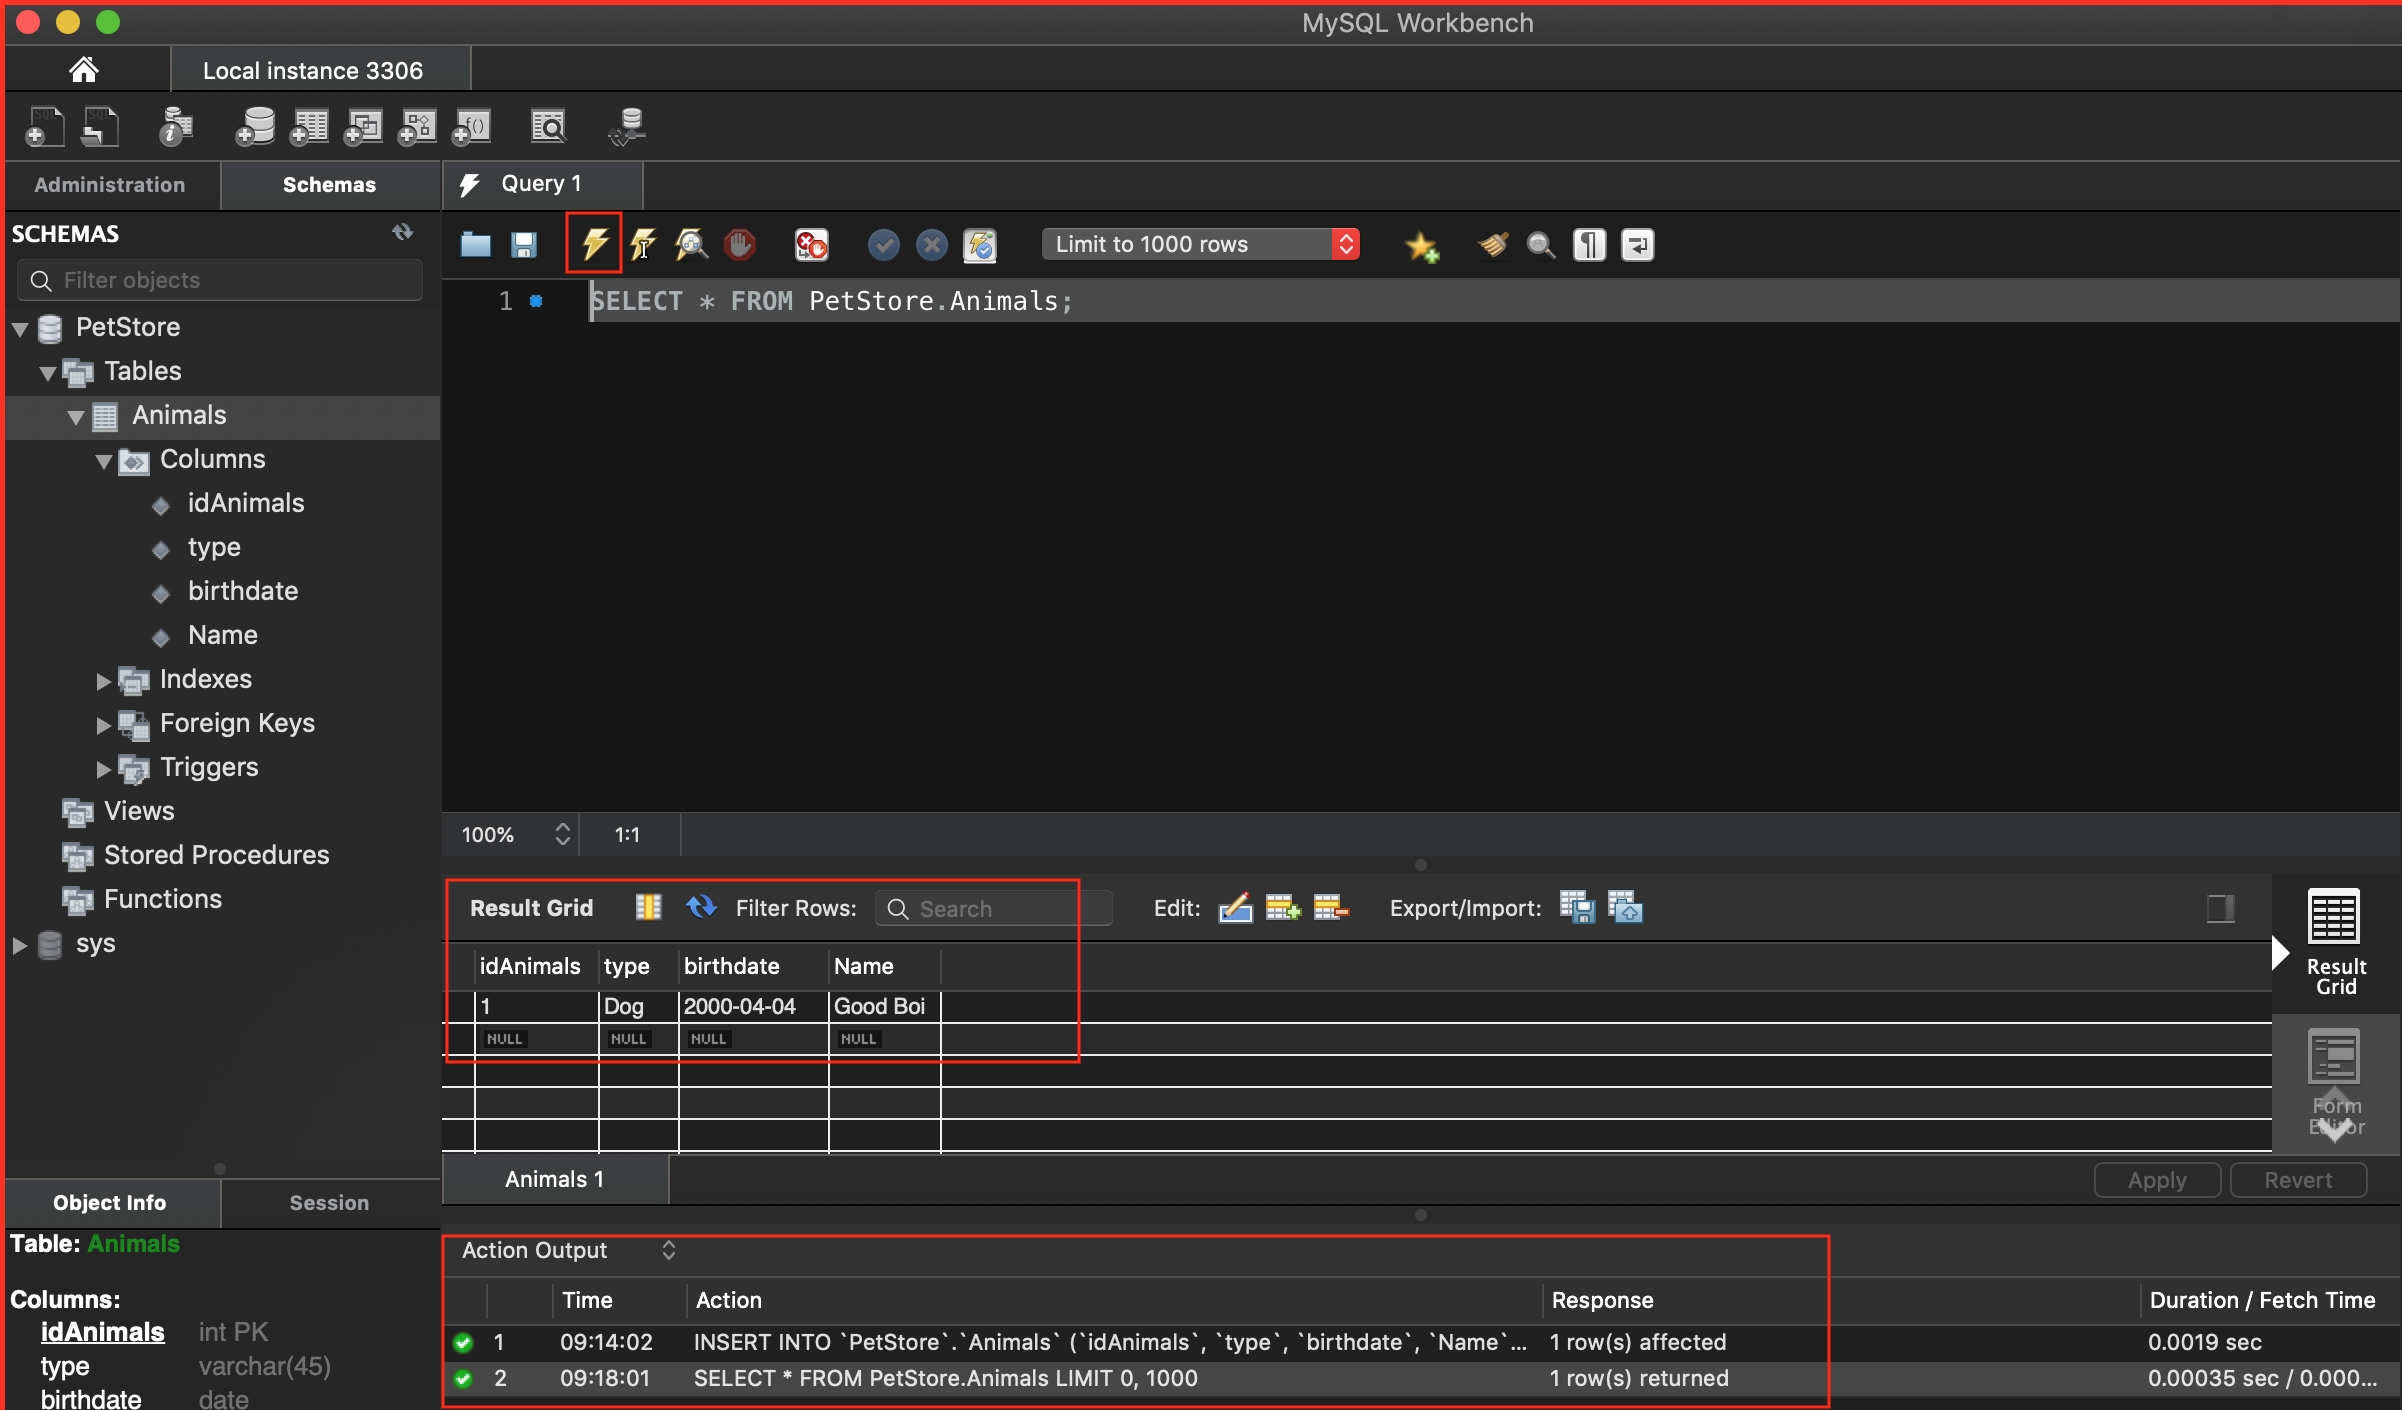 MySQL Workbench
Local instance 3306
Administration
Schemas
Query 1
SCHEMAS
Filter objects
Limit to 1000 rows
1
SELECT * FROM PetStore.Animals;
PetStore
Tables
Animals
Columns
idAnimals
type
birthdate
Name
Indexes
Foreign Keys
Triggers
Views
Stored Procedures
Functions
sys
100%
1:1
Result Grid
Filter Rows:
Search
Edit:
Export/Import:
idAnimals type birthdate Name
1 Dog 2000-04-04 Good Boi
NULL NULL NULL NULL
Result
Grid
Form
Editor
Animals 1
Apply
Revert
Object Info
Session
Table: Animals
Columns:
idAnimals int PK
type varchar(45)
birthdate date
Action Output
Time Action Response Duration / Fetch Time
1 09:14:02 INSERT INTO `PetStore`.`Animals` (`idAnimals`, `type`, `birthdate`, `Name`... 1 row(s) affected 0.0019 sec
2 09:18:01 SELECT * FROM PetStore.Animals LIMIT 0, 1000 1 row(s) returned 0.00035 sec / 0.000...